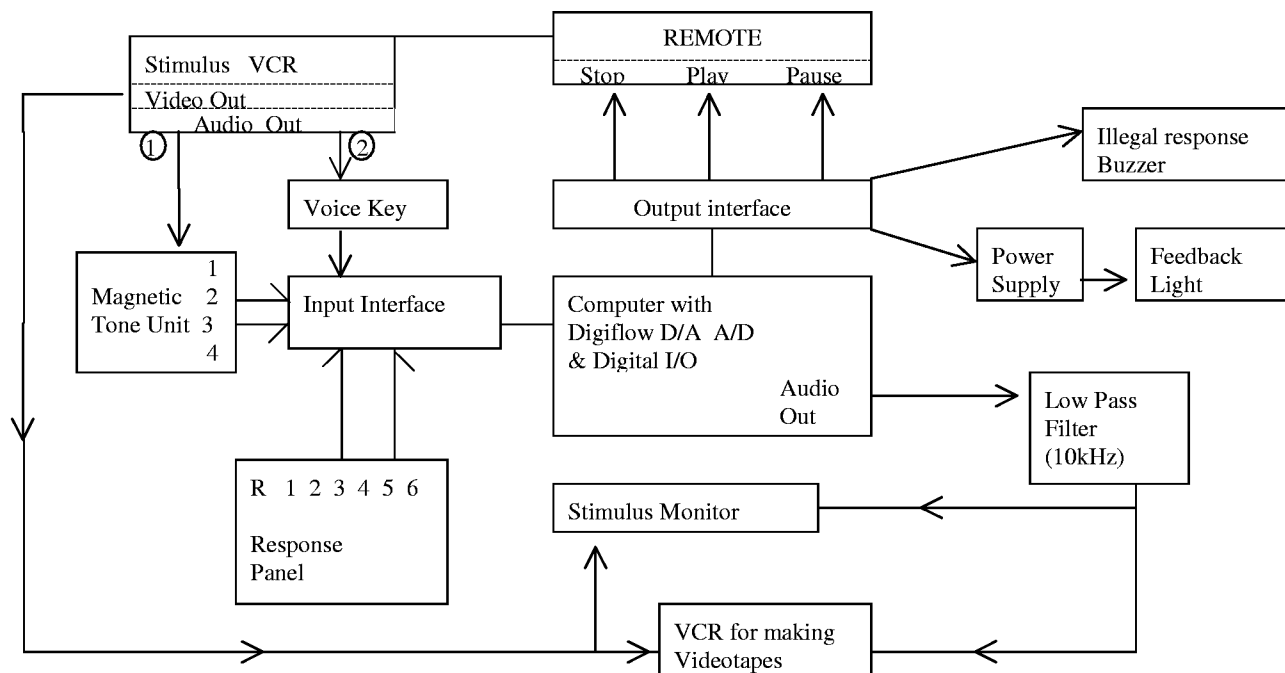 REMOTE
Stop Play Pause
Stimulus VCR
Video Out
Audio Out
1
2
Voice Key
Output interface
Illegal response
Buzzer
Power
Supply
Feedback
Light
1
Magnetic 2
Tone Unit 3
4
Input Interface
Computer with
Digiflow D/A A/D
& Digital I/O
Audio
Out
Low Pass
Filter
(10kHz)
R 1 2 3 4 5 6
Response
Panel
Stimulus Monitor
VCR for making
Videotapes